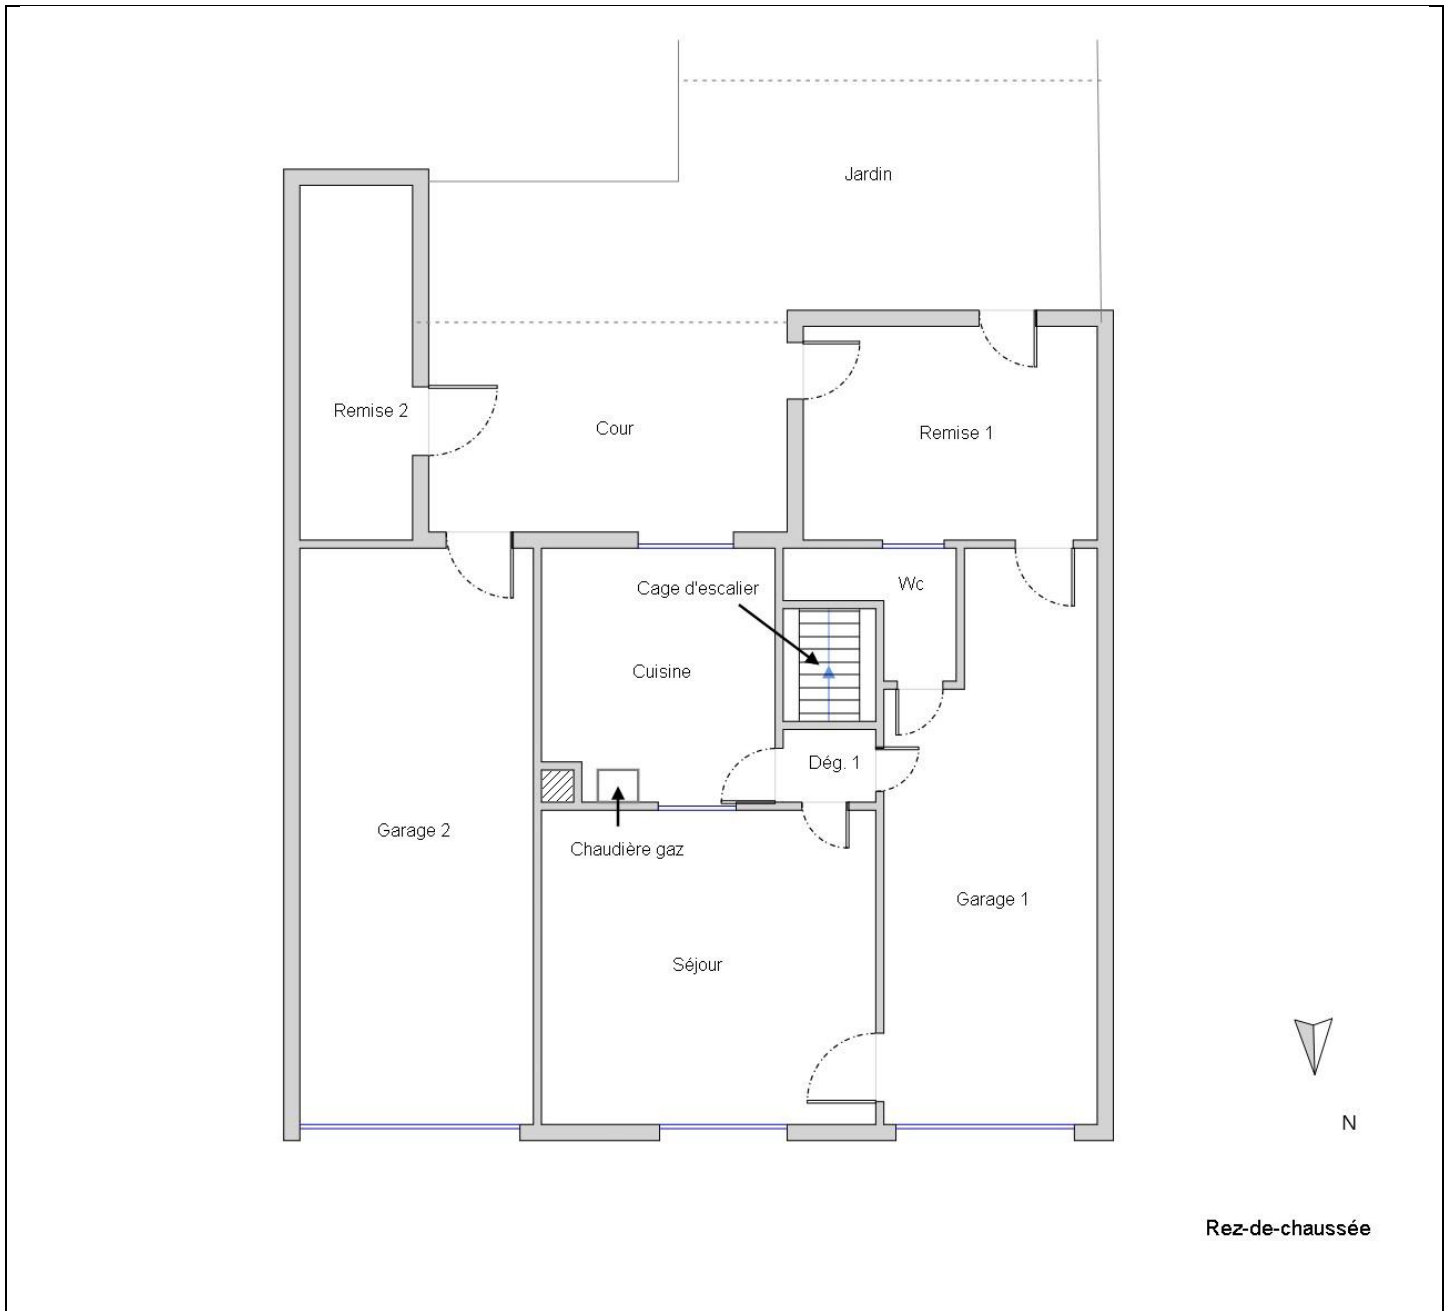 Jardin
Remise 2
Cour
Remise 1
Cage d'escalier
Wc
Cuisine
Dég. 1
Garage 2
Chaudière gaz
Garage 1
Séjour
N
Rez-de-chaussée